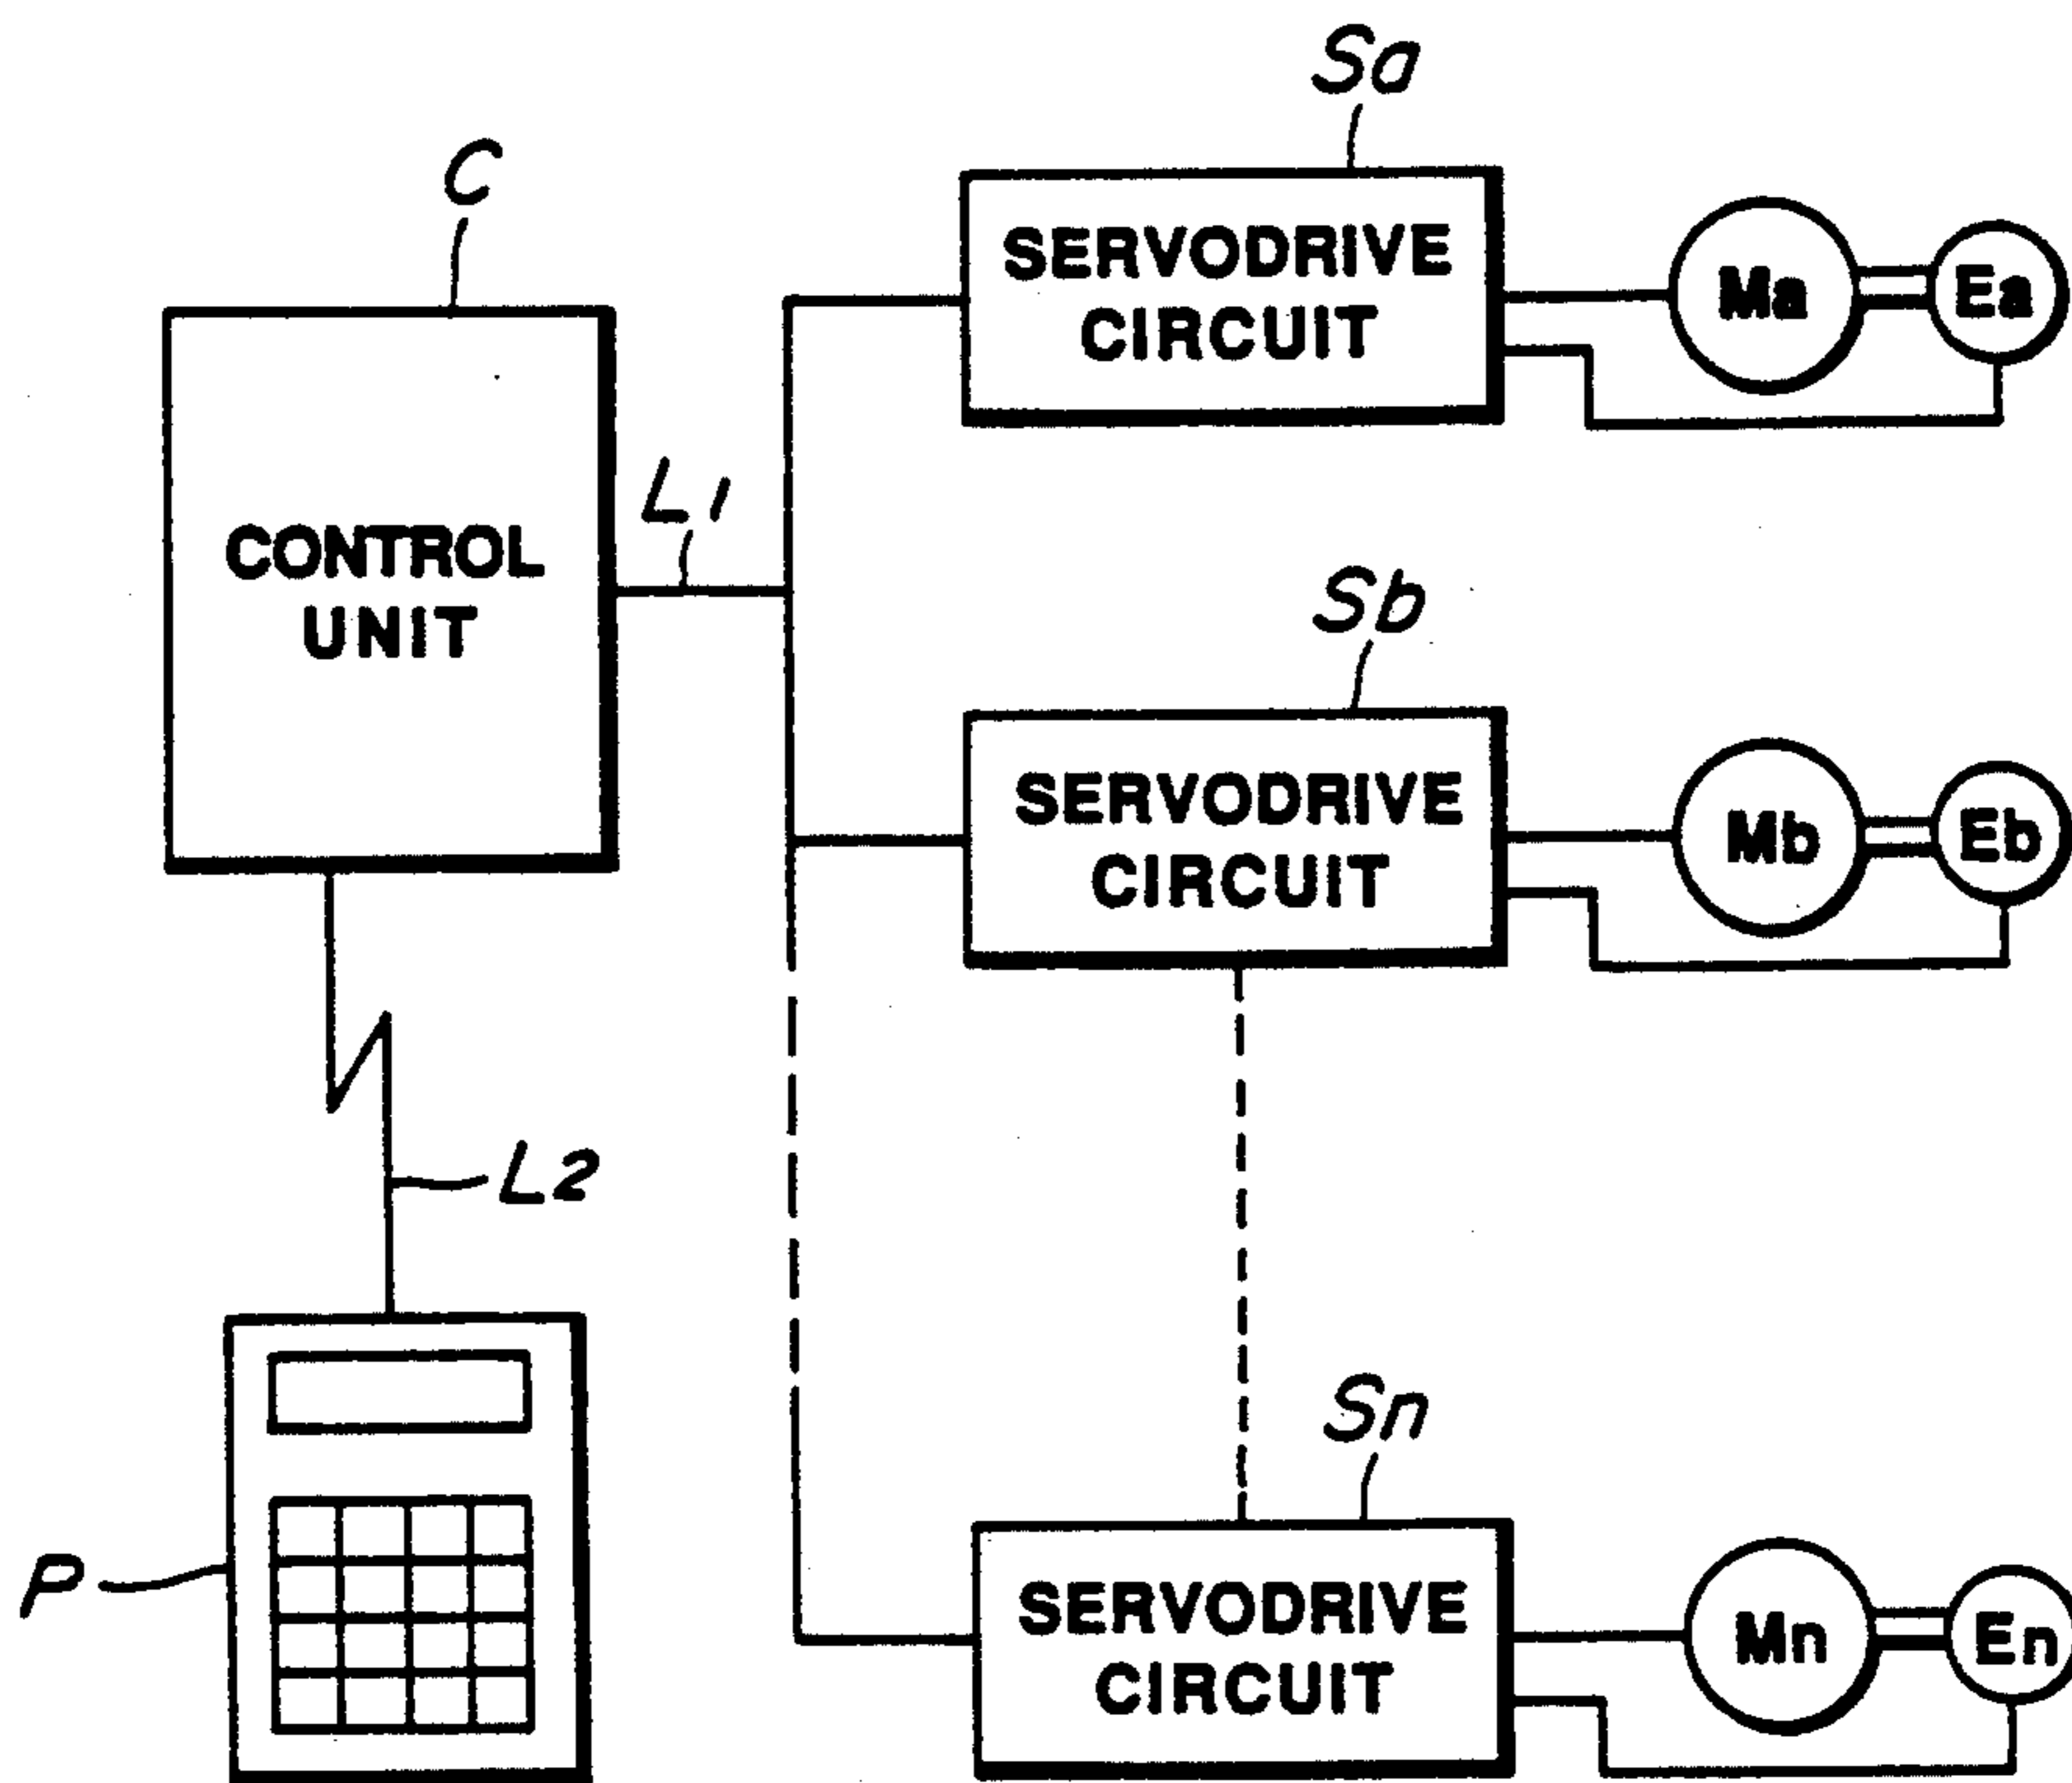 Sa
C
SERVODRIVE
CIRCUIT
Ma
Ea
L1
CONTROL
UNIT
Sb
SERVODRIVE
CIRCUIT
Mb
Eb
L2
Sn
P
SERVODRIVE
CIRCUIT
Mn
En